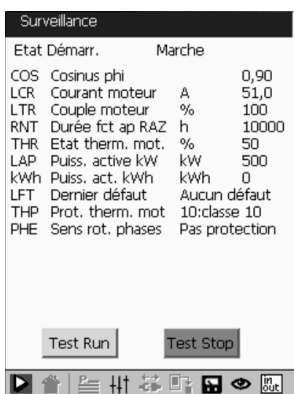 Surveillance
Etat Démarr. Marche
COS Cosinus phi 0,90
LCR Courant moteur A 51,0
LTR Couple moteur % 100
RNT Durée fct ap RAZ h 10000
THR Etat therm. mot. % 50
LAP Puiss. active kW kW 500
kWh Puiss. act. kWh kWh 0
LFT Dernier défaut Aucun défaut
THP Prot. therm. mot 10:classe 10
PHE Sens rot. phases Pas protection
Test Run Test Stop
in
out